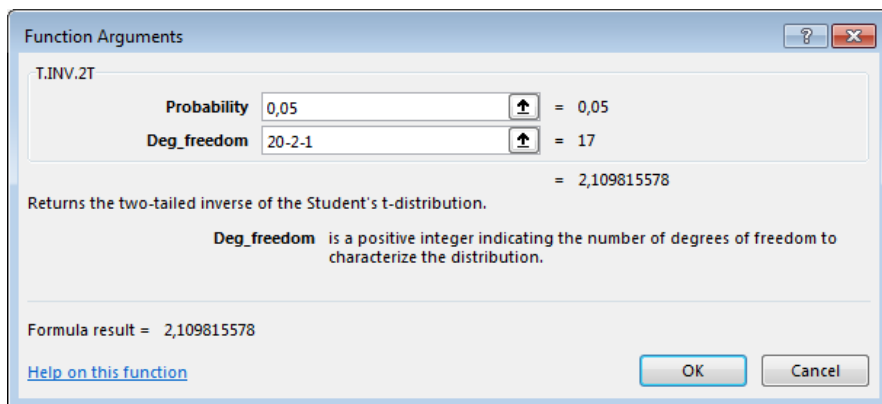 Function Arguments
?
T.INV.2T
Probability 0,05 = 0,05
Deg_freedom 20-2-1 = 17
= 2,109815578
Returns the two-tailed inverse of the Student's t-distribution.
Deg_freedom is a positive integer indicating the number of degrees of freedom to
characterize the distribution.
Formula result = 2,109815578
Help on this function
OK
Cancel